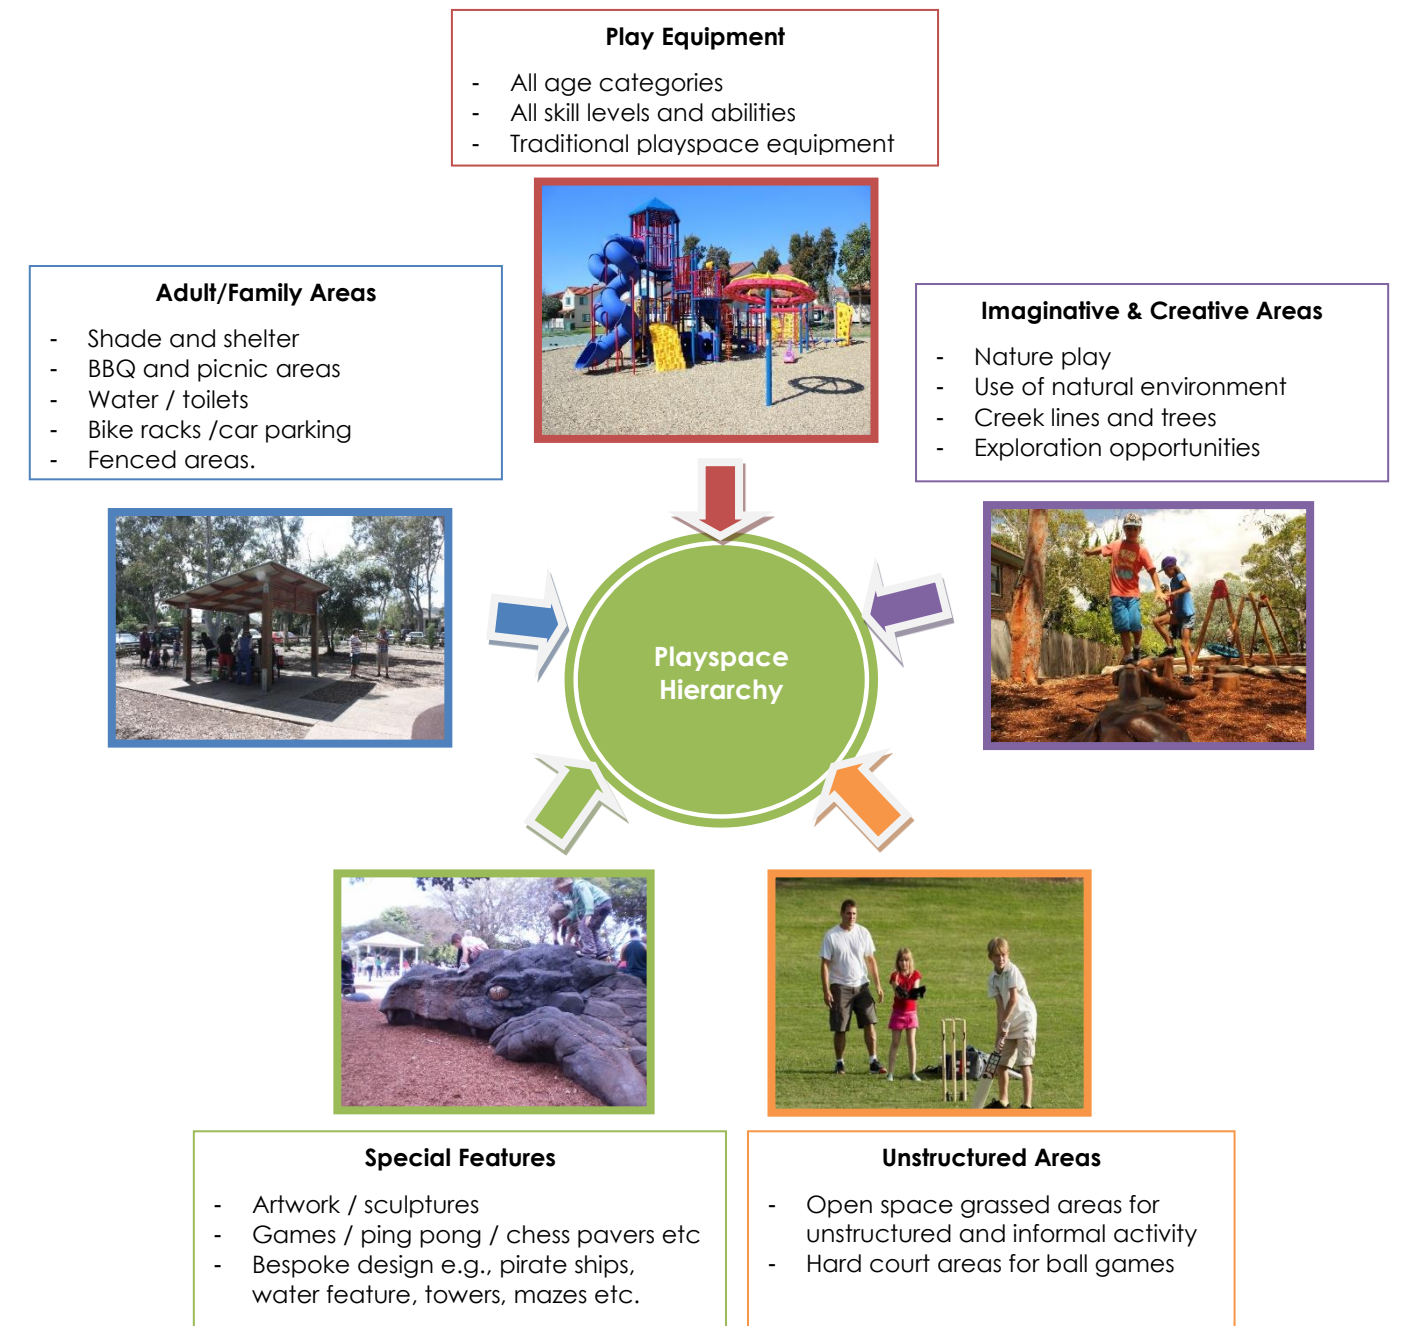 Play Equipment
- All age categories
- All skill levels and abilities
- Traditional playspace equipment
Adult/Family Areas
- Shade and shelter
- BBQ and picnic areas
- Water / toilets
- Bike racks /car parking
- Fenced areas.
Imaginative & Creative Areas
- Nature play
- Use of natural environment
- Creek lines and trees
- Exploration opportunities
Playspace
Hierarchy
Special Features
- Artwork / sculptures
- Games / ping pong / chess pavers etc
- Bespoke design e.g., pirate ships,
water feature, towers, mazes etc.
Unstructured Areas
- Open space grassed areas for
unstructured and informal activity
- Hard court areas for ball games